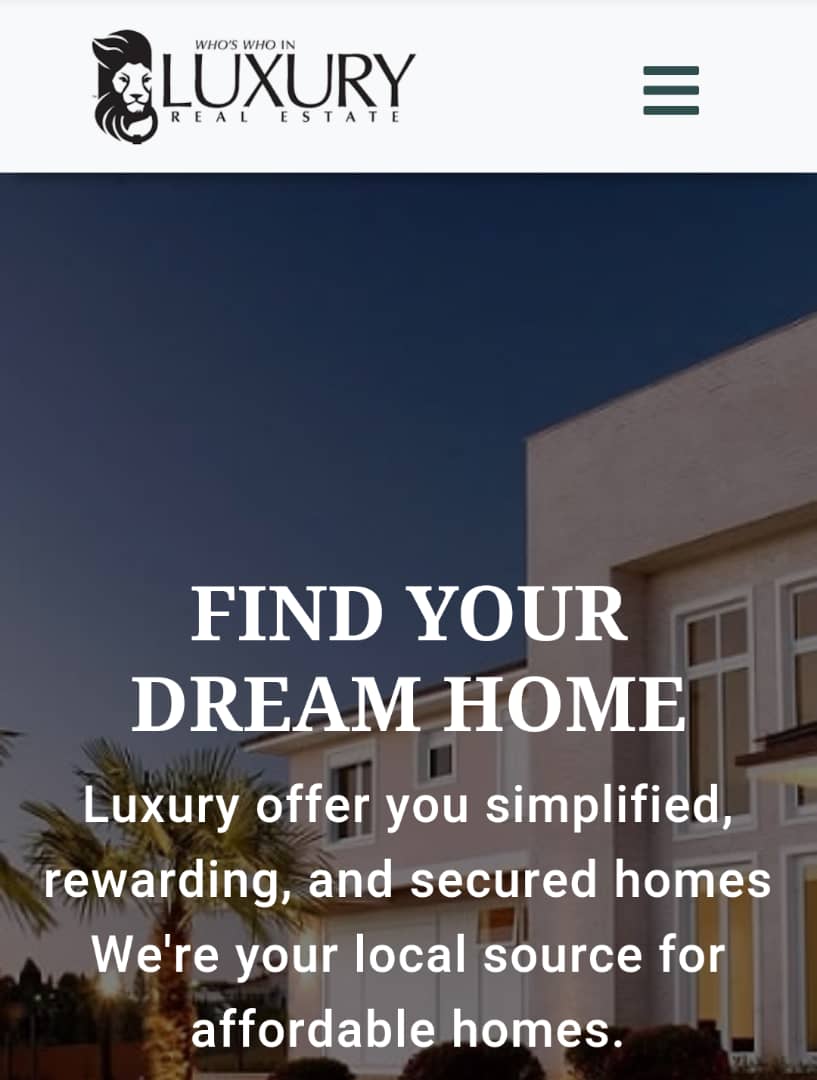 WHO'S WHO IN
LUXURY
REAL ESTATE
FIND YOUR
DREAM HOME
Luxury offer you simplified,
rewarding, and secured homes
We're your local source for
affordable homes.